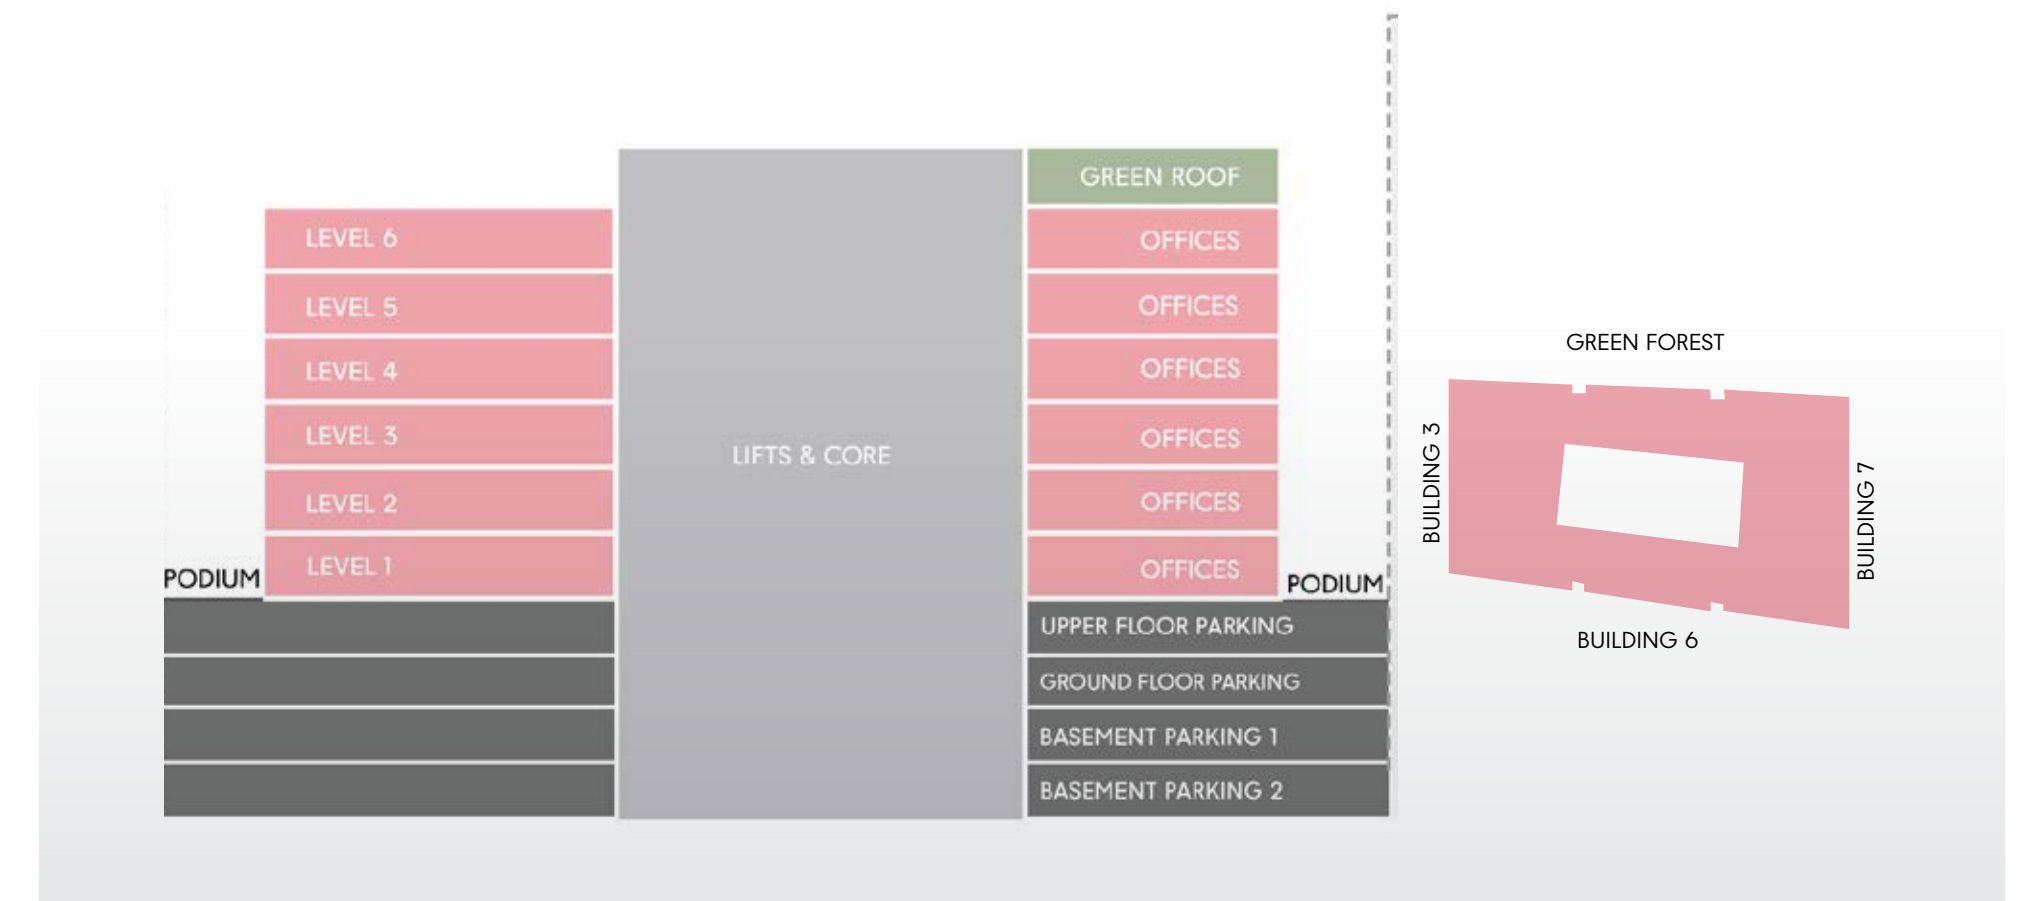 GREEN ROOF
LEVEL 6
OFFICES
LEVEL 5
OFFICES
LEVEL 4
OFFICES
LEVEL 3
OFFICES
LIFTS & CORE
LEVEL 2
OFFICES
LEVEL 1
OFFICES
PODIUM
PODIUM
UPPER FLOOR PARKING
GROUND FLOOR PARKING
BASEMENT PARKING 1
BASEMENT PARKING 2
GREEN FOREST
BUILDING 3
BUILDING 7
BUILDING 6